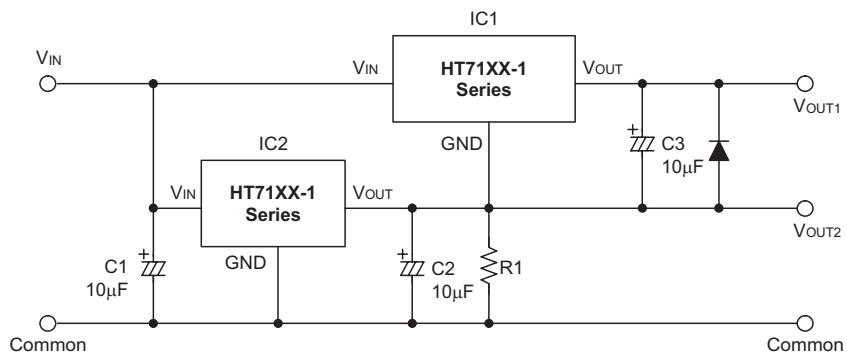 IC1
VIN
VIN
HT71XX-1
Series
VOUT
VOUT1
GND
C3
10μF
IC2
VIN
HT71XX-1
Series
VOUT
VOUT2
GND
C1
10μF
C2
10μF
R1
Common
Common